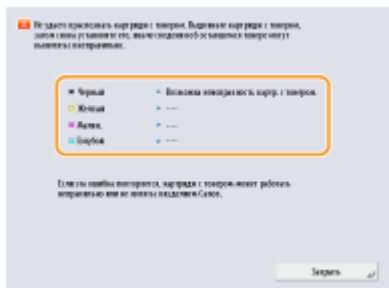 Не удается распознать картридж с тонером. Выдвиньте картридж с тонером,
затем снова установите его, иначе сведения об оставшемся тонере могут
выводиться неправильно.
Черный Возможна неисправность картр. с тонером.
Желтый ----
Малин. ----
Голубой ----
Если эта ошибка повторится, картридж с тонером может работать
неправильно или не являться изделием Canon.
Закрыть